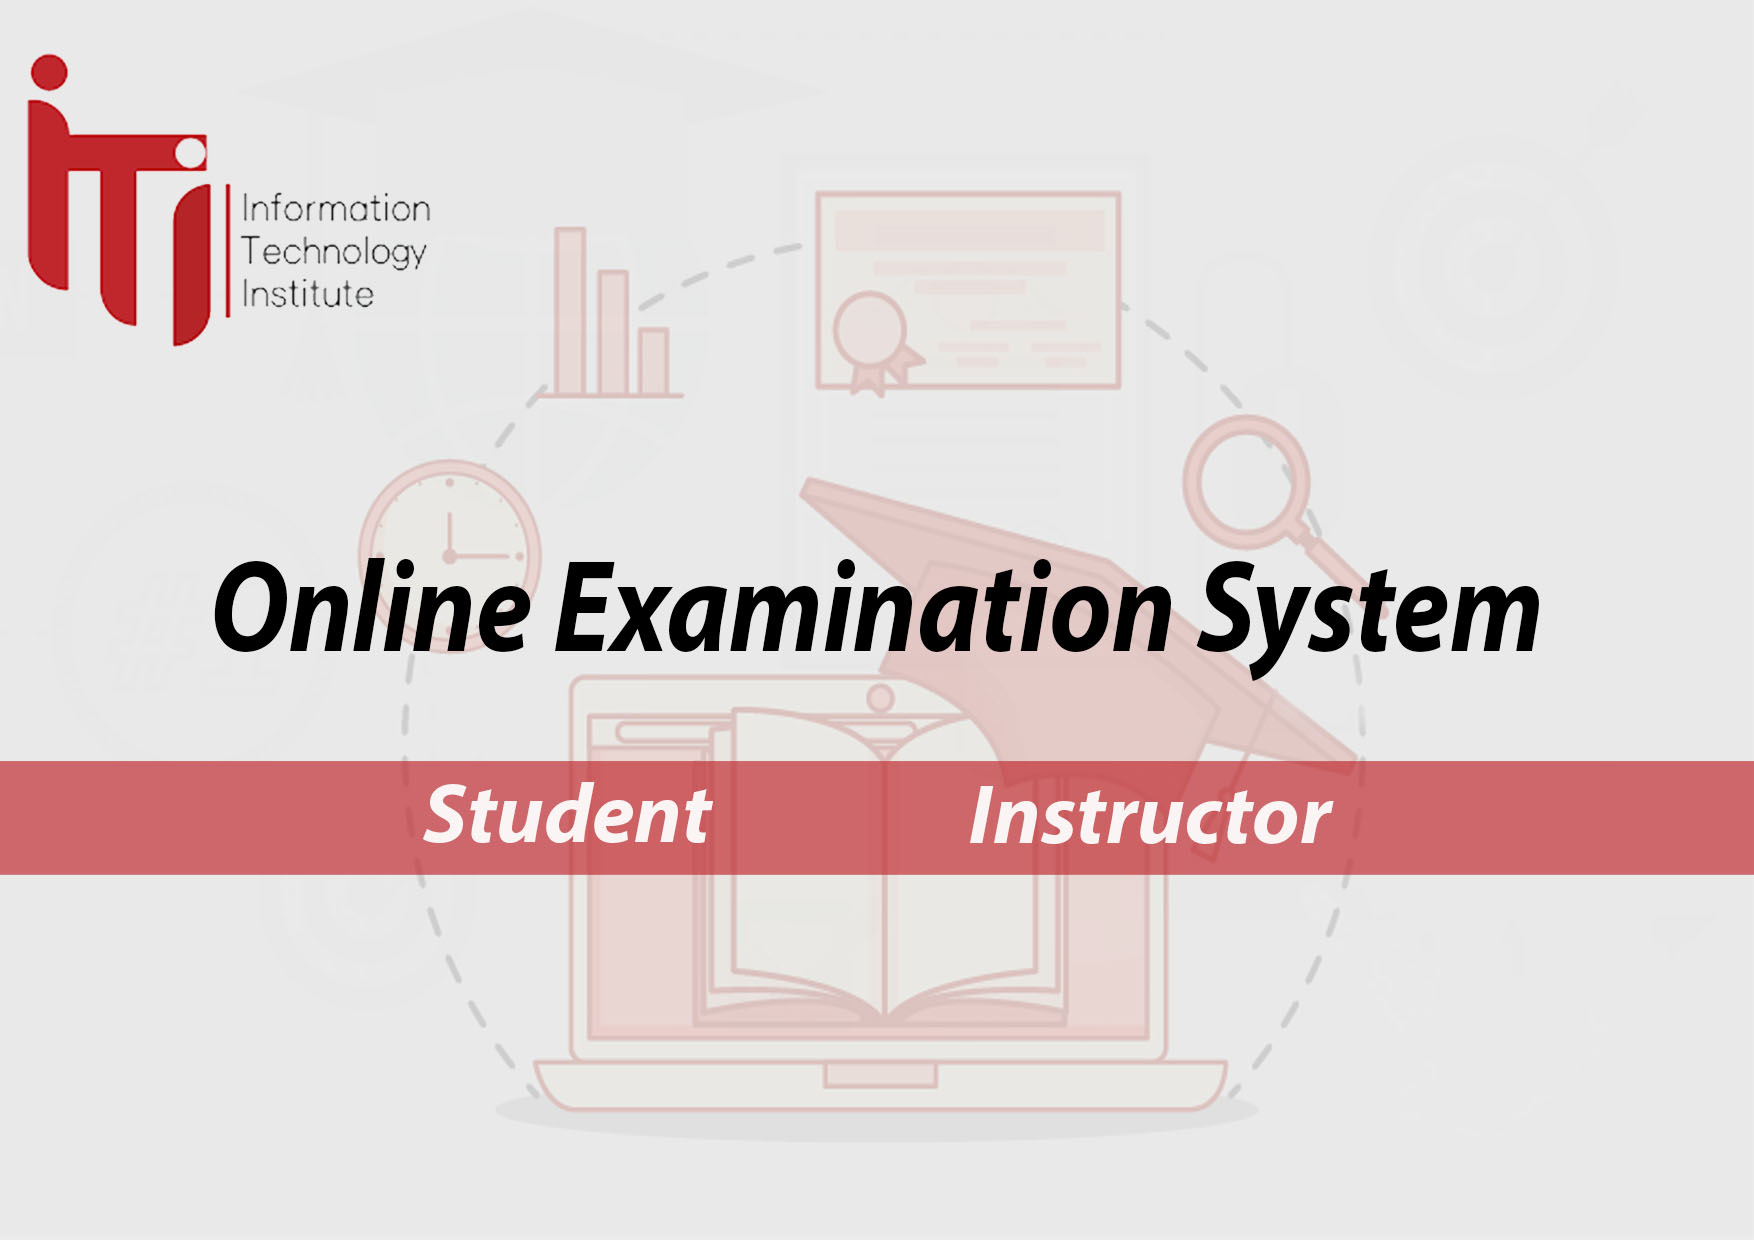 Information
Technology
Institute
Online Examination System
Student
Instructor